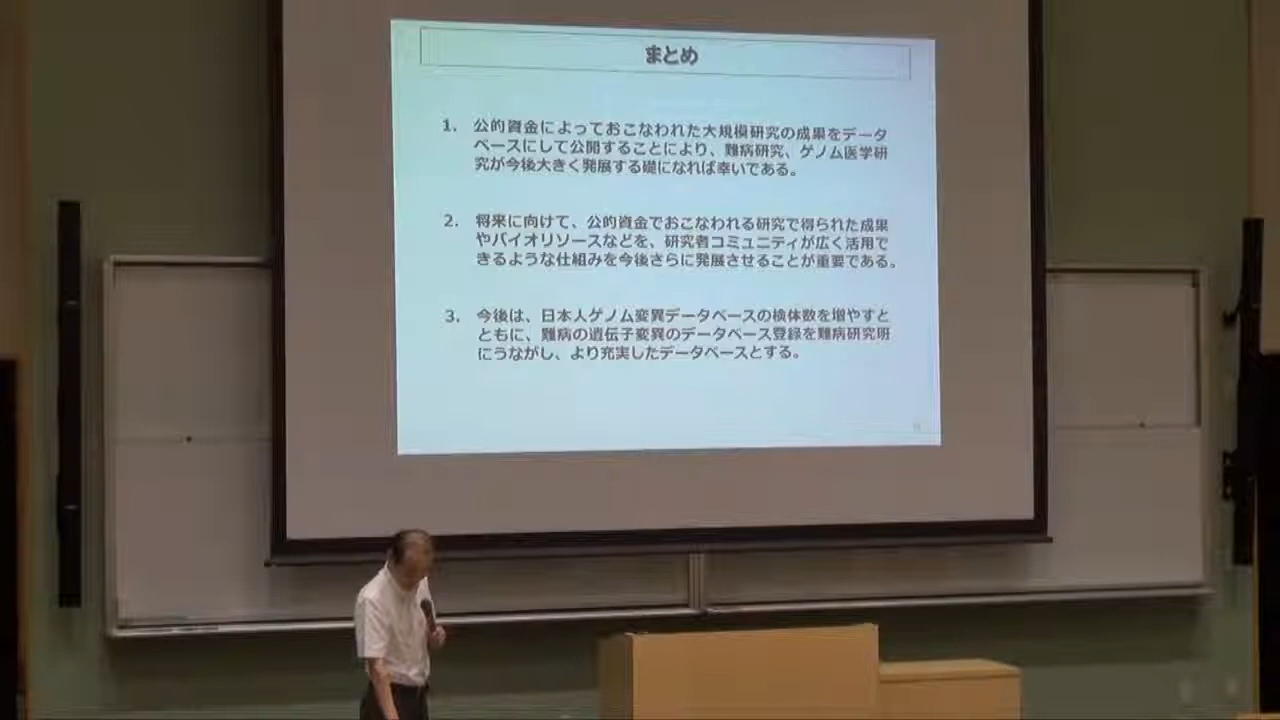 まとめ
1. 公的資金によっておこなわれた大規模研究の成果をデータ
ベースにして公開することにより、難病研究、ゲノム医学研
究が今後大きく発展する礎になれば幸いである。
2. 将来に向けて、公的資金でおこなわれる研究で得られた成果
やバイオリソースなどを、研究者コミュニティが広く活用で
きるような仕組みを今後さらに発展させることが重要である。
3. 今後は、日本人ゲノム変異データベースの検体数を増やすと
ともに、難病の遺伝子変異のデータベース登録を難病研究班
にうながし、より充実したデータベースとする。